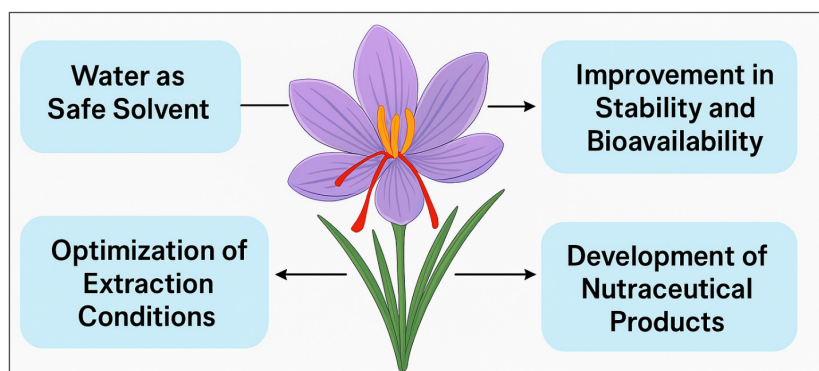 Water as
Safe Solvent
Improvement in
Stability and
Bioavailability
Optimization of
Extraction
Conditions
Development of
Nutraceutical
Products